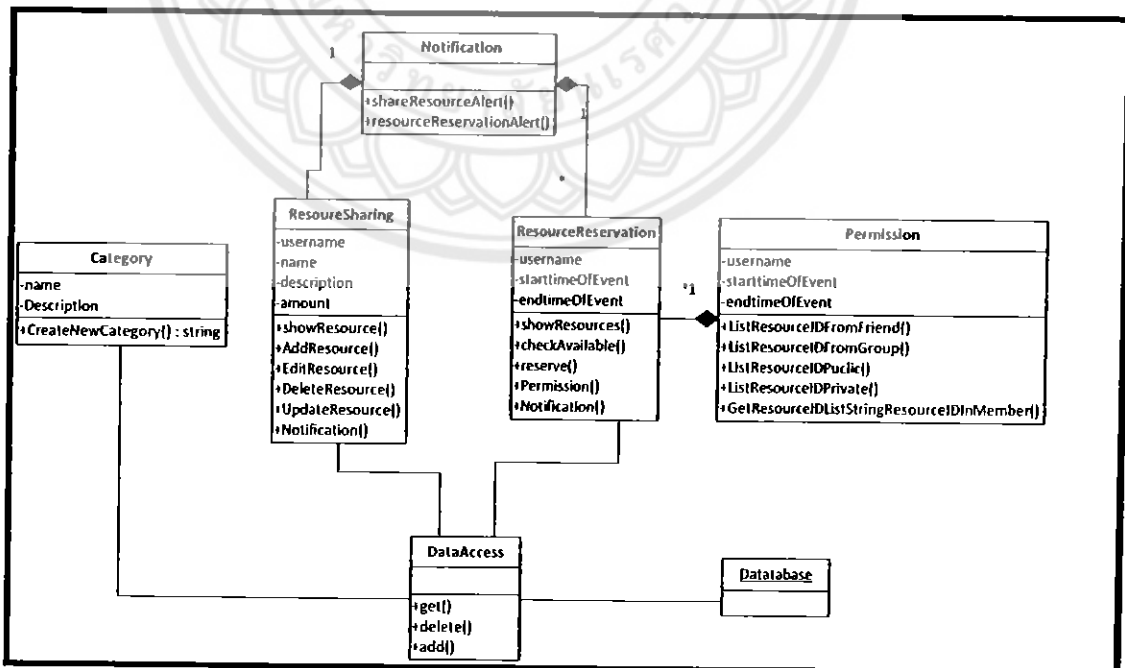 Notification
+shareResourceAlert()
+resourceReservationAlert()
1
1
*
ResoureSharing
-username
-name
-description
-amount
+showResource()
+AddResource()
+EditResource()
+DeleteResource()
+UpdateResource()
+Notification()
ResourceReservation
-username
-starttimeOfEvent
-endtimeOfEvent
+showResources()
+checkAvailable()
+reserve()
+Permission()
+Notification()
*1
Permission
-username
-starttimeOfEvent
-endtimeOfEvent
+ListResourceIDFromFriend()
+ListResourceIDFromGroup()
+ListResourceIDPuclic()
+ListResourceIDPrivate()
+GetResourceIDListStringResourceIDInMember()
Category
-name
-Description
+CreateNewCategory() : string
DataAccess
+get()
+delete()
+add()
Datatabase